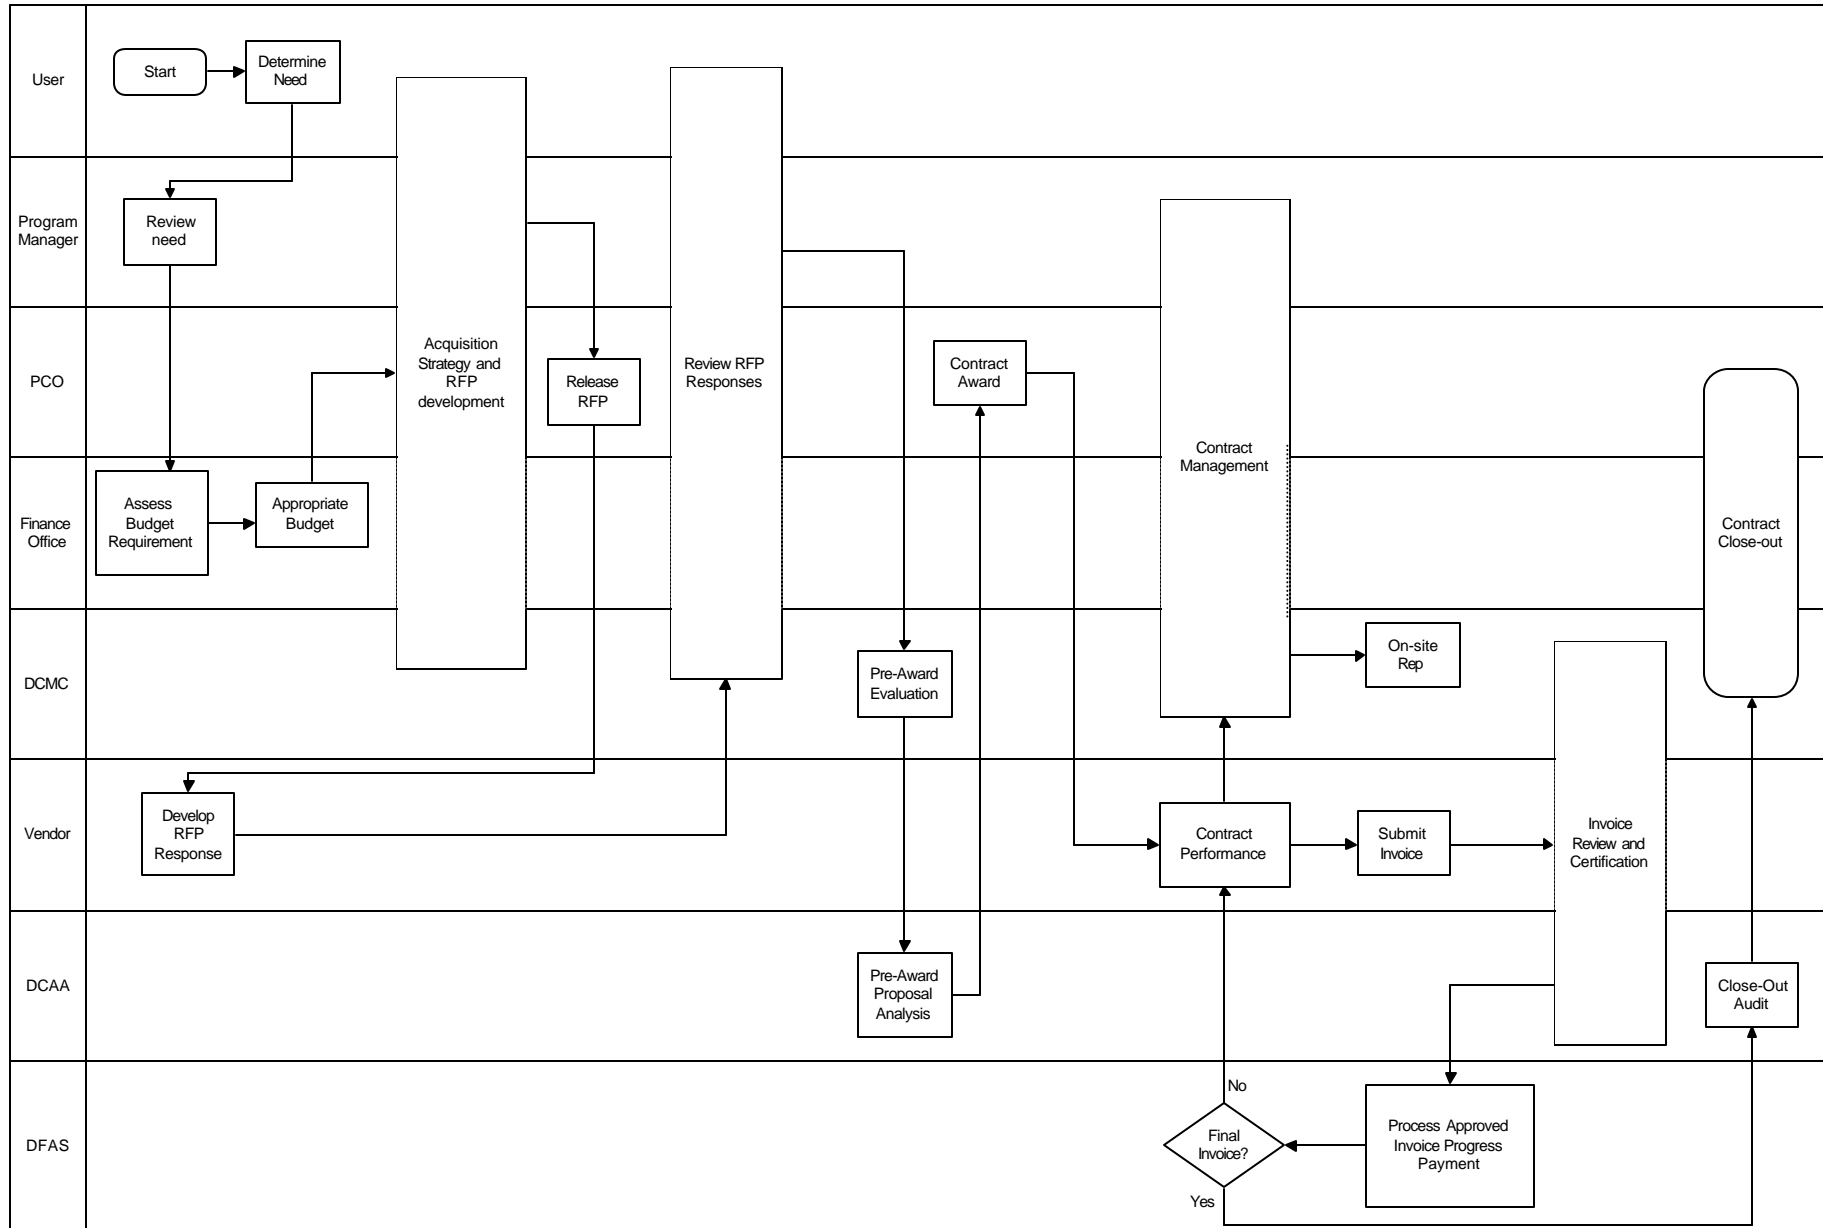 User
Start
Determine
Need
Program
Manager
Review
need
PCO
Acquisition
Strategy and
RFP
development
Release
RFP
Review RFP
Responses
Contract
Award
Contract
Management
Finance
Office
Assess
Budget
Requirement
Appropriate
Budget
Contract
Close-out
DCMC
Pre-Award
Evaluation
On-site
Rep
Vendor
Develop
RFP
Response
Contract
Performance
Submit
Invoice
Invoice
Review and
Certification
DCAA
Pre-Award
Proposal
Analysis
Close-Out
Audit
DFAS
No
Final
Invoice?
Yes
Process Approved
Invoice Progress
Payment